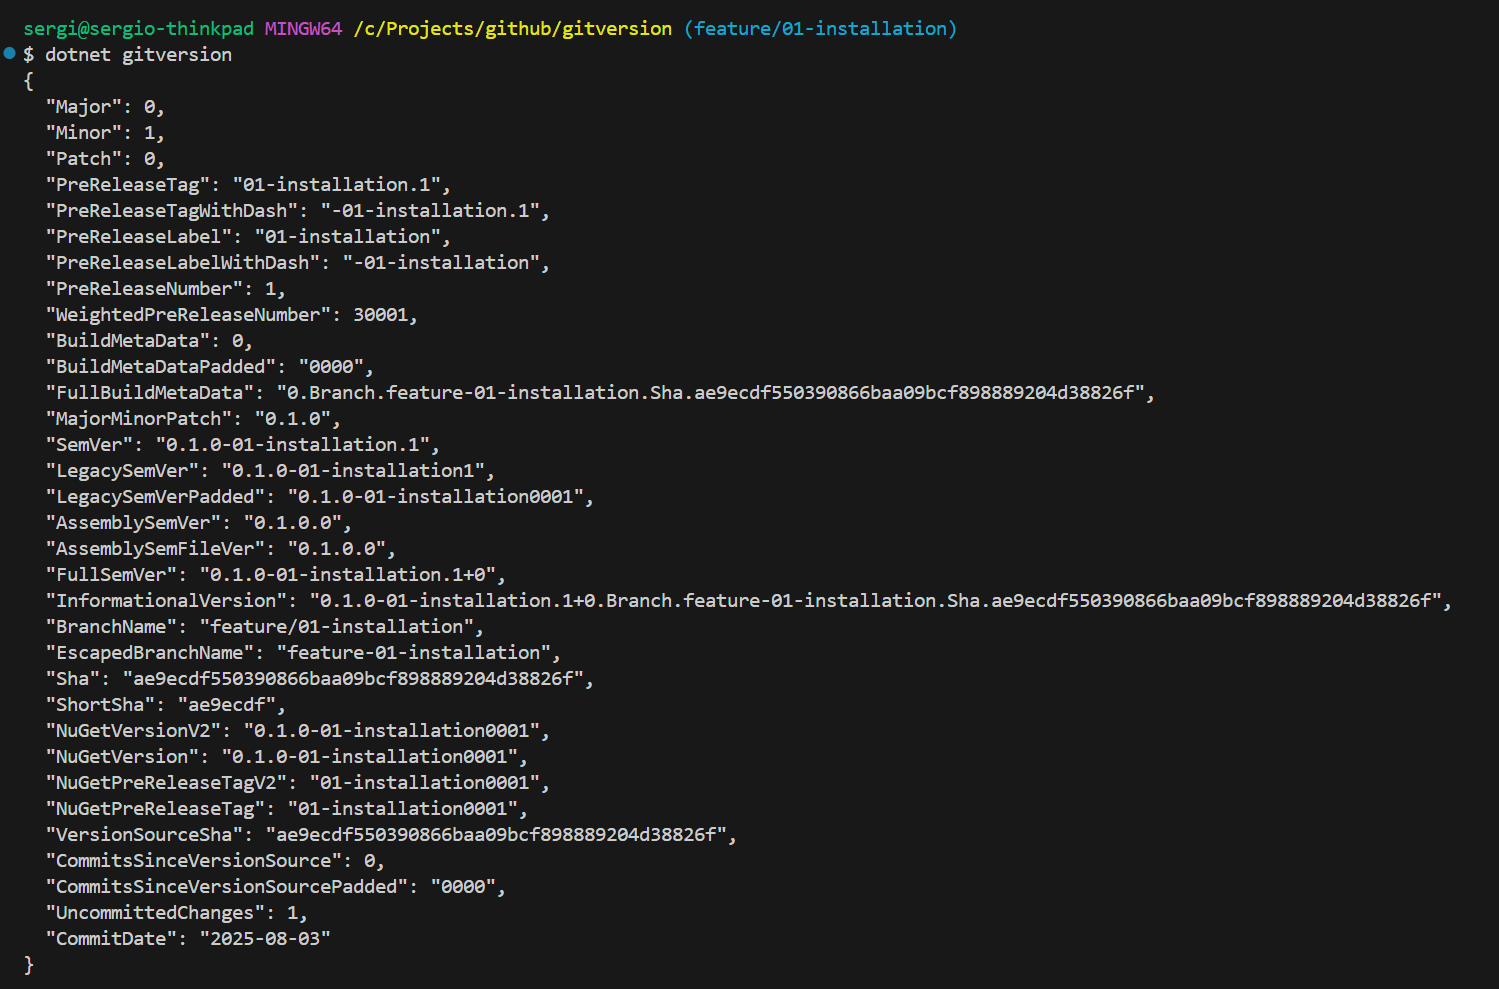 sergi@sergio-thinkpad MINGW64 /c/Projects/github/gitversion (feature/01-installation)
$ dotnet gitversion
{
  "Major": 0,
  "Minor": 1,
  "Patch": 0,
  "PreReleaseTag": "01-installation.1",
  "PreReleaseTagWithDash": "-01-installation.1",
  "PreReleaseLabel": "01-installation",
  "PreReleaseLabelWithDash": "-01-installation",
  "PreReleaseNumber": 1,
  "WeightedPreReleaseNumber": 30001,
  "BuildMetaData": 0,
  "BuildMetaDataPadded": "0000",
  "FullBuildMetaData": "0.Branch.feature-01-installation.Sha.ae9ecdf550390866baa09bcf898889204d38826f",
  "MajorMinorPatch": "0.1.0",
  "SemVer": "0.1.0-01-installation.1",
  "LegacySemVer": "0.1.0-01-installation1",
  "LegacySemVerPadded": "0.1.0-01-installation0001",
  "AssemblySemVer": "0.1.0.0",
  "AssemblySemFileVer": "0.1.0.0",
  "FullSemVer": "0.1.0-01-installation.1+0",
  "InformationalVersion": "0.1.0-01-installation.1+0.Branch.feature-01-installation.Sha.ae9ecdf550390866baa09bcf898889204d38826f",
  "BranchName": "feature/01-installation",
  "EscapedBranchName": "feature-01-installation",
  "Sha": "ae9ecdf550390866baa09bcf898889204d38826f",
  "ShortSha": "ae9ecdf",
  "NuGetVersionV2": "0.1.0-01-installation0001",
  "NuGetVersion": "0.1.0-01-installation0001",
  "NuGetPreReleaseTagV2": "01-installation0001",
  "NuGetPreReleaseTag": "01-installation0001",
  "VersionSourceSha": "ae9ecdf550390866baa09bcf898889204d38826f",
  "CommitsSinceVersionSource": 0,
  "CommitsSinceVersionSourcePadded": "0000",
  "UncommittedChanges": 1,
  "CommitDate": "2025-08-03"
}